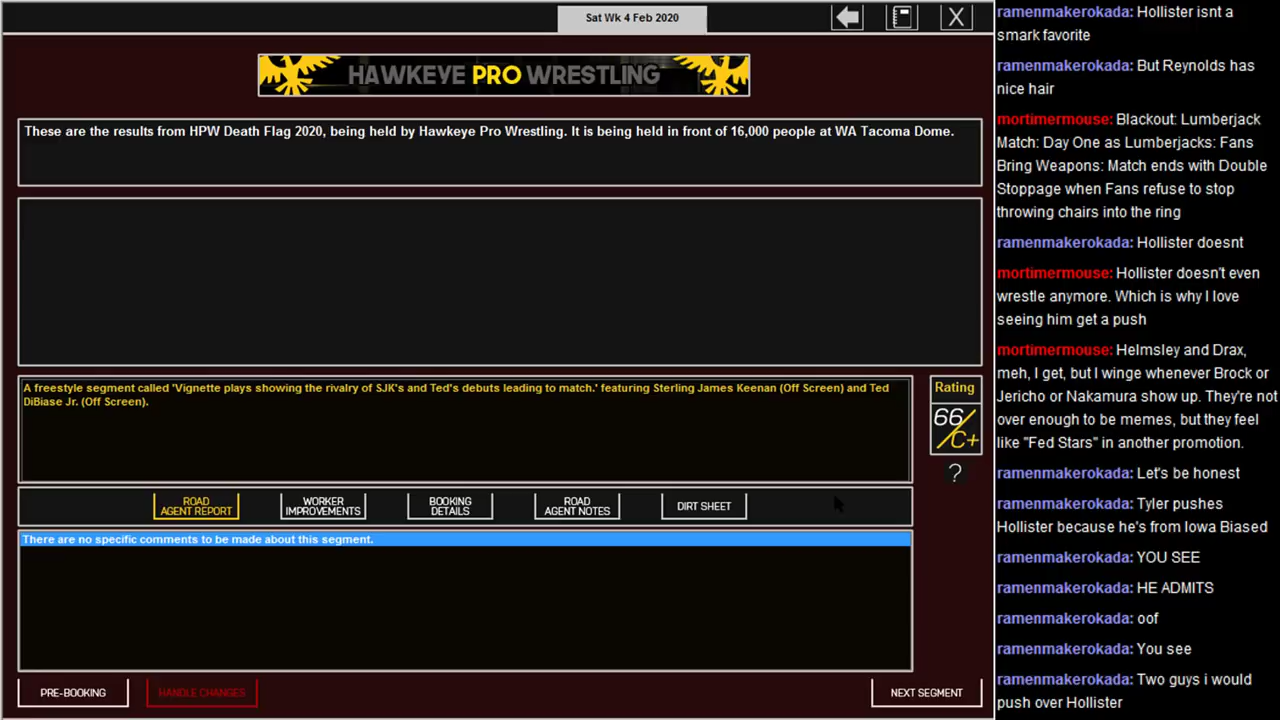 Sat Wk 4 Feb 2020
HAWKEYE PRO WRESTLING
These are the results from HPW Death Flag 2020, being held by Hawkeye Pro Wrestling. It is being held in front of 16,000 people at WA Tacoma Dome.
A freestyle segment called 'Vignette plays showing the rivalry of SJK's and Ted's debuts leading to match.' featuring Sterling James Keenan (Off Screen) and Ted
DiBiase Jr. (Off Screen).
Rating
66/C+
?
ROAD
AGENT REPORT
WORKER
IMPROVEMENTS
BOOKING
DETAILS
ROAD
AGENT NOTES
DIRT SHEET
There are no specific comments to be made about this segment.
PRE-BOOKING
HANDLE CHANGES
NEXT SEGMENT
ramenmakerokada: Hollister isnt a
smark favorite
ramenmakerokada: But Reynolds has
nice hair
mortimermouse: Blackout: Lumberjack
Match: Day One as Lumberjacks: Fans
Bring Weapons: Match ends with Double
Stoppage when Fans refuse to stop
throwing chairs into the ring
ramenmakerokada: Hollister doesnt
mortimermouse: Hollister doesn't even
wrestle anymore. Which is why I love
seeing him get a push
mortimermouse: Helmsley and Drax,
meh, I get, but I winge whenever Brock or
Jericho or Nakamura show up. They're not
over enough to be memes, but they feel
like "Fed Stars" in another promotion.
ramenmakerokada: Let's be honest
ramenmakerokada: Tyler pushes
Hollister because he's from Iowa Biased
ramenmakerokada: YOU SEE
ramenmakerokada: HE ADMITS
ramenmakerokada: oof
ramenmakerokada: You see
ramenmakerokada: Two guys i would
push over Hollister